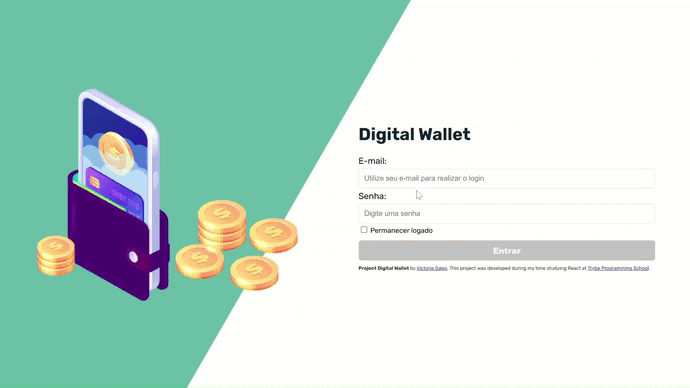 Digital Wallet
E-mail:
Utilize seu e-mail para realizar o login
Senha:
Digite uma senha
Permanecer logado
Entrar
Project Digital Wallet by Victoria Sales. This project was developed during my time studying React at Trybe Programming School.